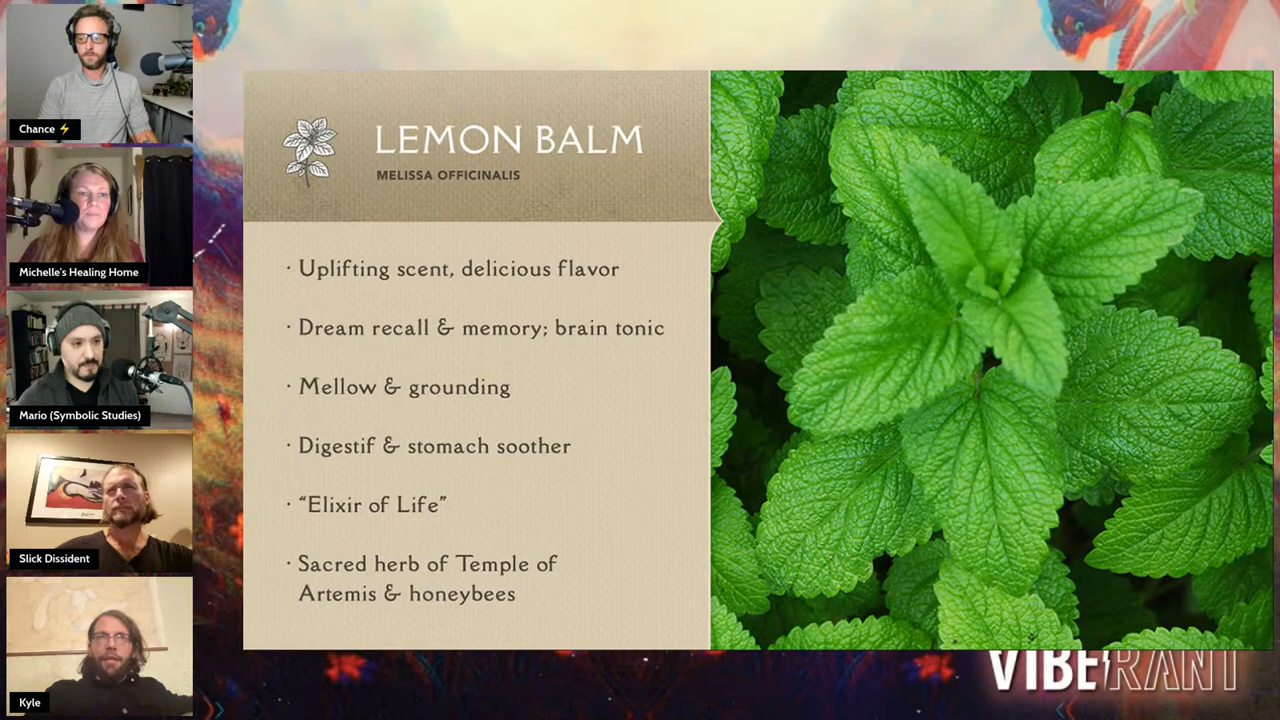 Chance ⚡
Michelle's Healing Home
Mario (Symbolic Studies)
Slick Dissident
Kyle
LEMON BALM
MELISSA OFFICINALIS
· Uplifting scent, delicious flavor
· Dream recall & memory; brain tonic
· Mellow & grounding
· Digestif & stomach soother
· “Elixir of Life”
· Sacred herb of Temple of
Artemis & honeybees
VIBERANT